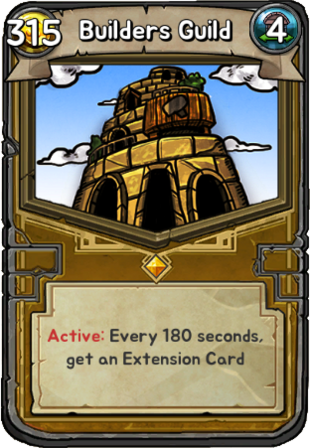 315 Builders Guild 4
Active: Every 180 seconds,
get an Extension Card